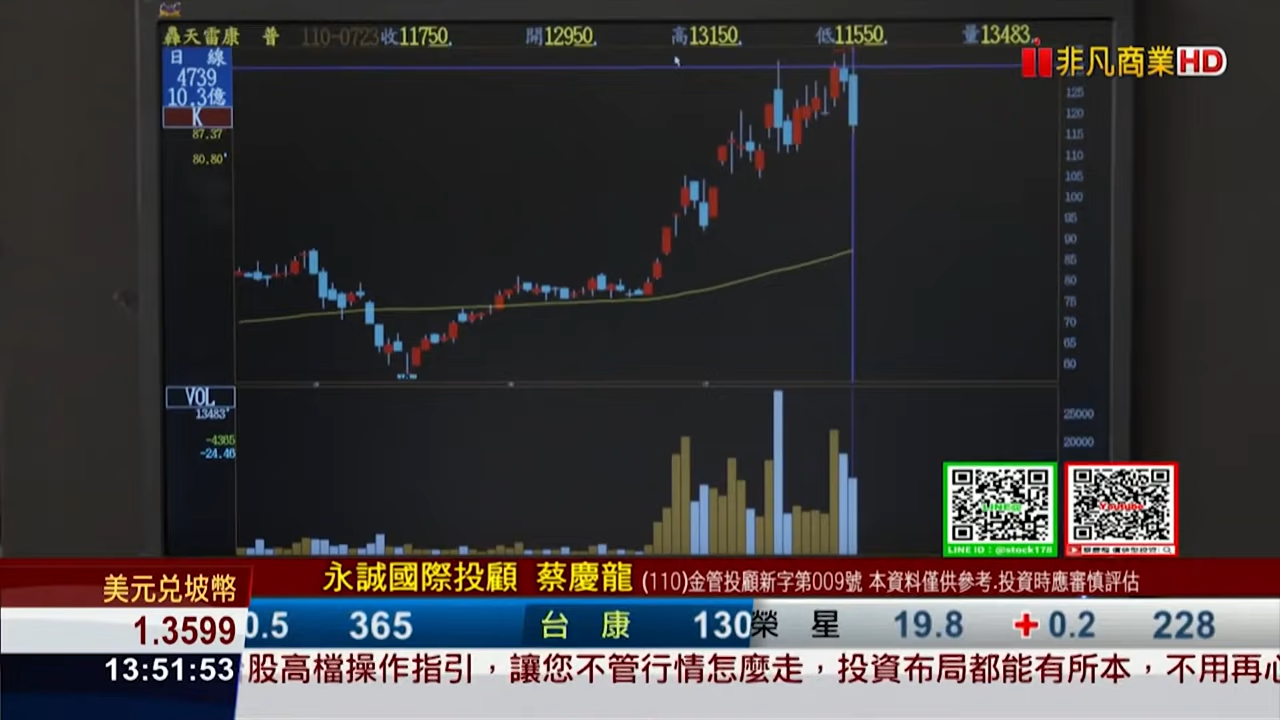 轟天雷康 普 110-0723收11750. 開12950. 高13150. 低11550. 量13483.
非凡商業HD
日 線
4739
10.3億
K
87.37
80.80
125
120
115
110
105
100
95
90
85
80
75
70
65
60
VOL
13483
-4365
-24.46
25000
20000
LINE@
Youtube
LINE ID：@stock178
永誠國際投顧 蔡慶龍 (110)金管投顧新字第009號 本資料僅供參考.投資時應審慎評估
美元兌坡幣
1.3599
0.5 365 台 康 130 榮 星 19.8 +0.2 228
13:51:53
股高檔操作指引，讓您不管行情怎麼走，投資布局都能有所本，不用再心